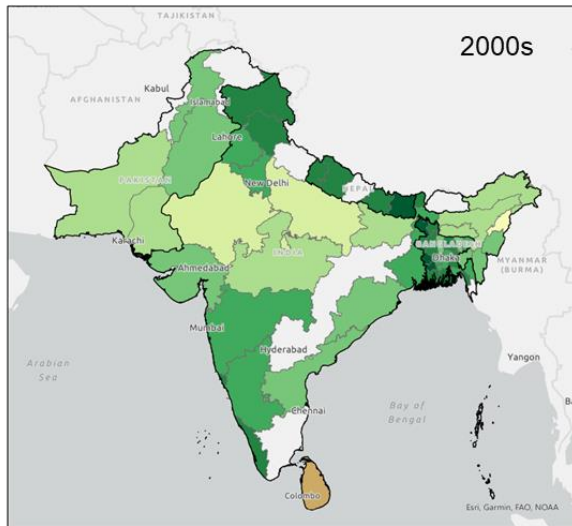 2000s
TAJIKISTAN
Kabul
AFGHANISTAN
Islamabad
Lahore
PAKISTAN
New Delhi
NEPAL
Karachi
Ahmedabad
INDIA
BANGLADESH
Dhaka
MYANMAR
(BURMA)
Mumbai
Hyderabad
Arabian
Sea
Bay of
Bengal
Yangon
Chennai
Colombo
Esri, Garmin, FAO, NOAA